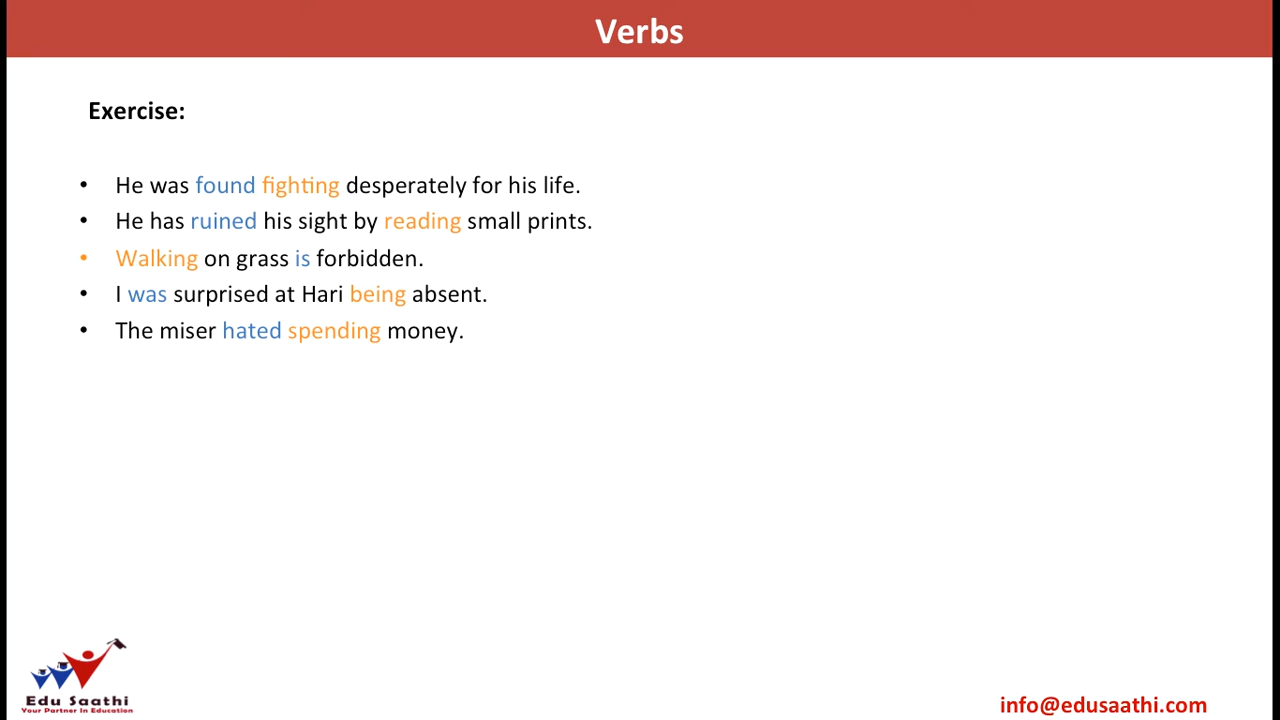 Verbs
Exercise:
• He was found fighting desperately for his life.
• He has ruined his sight by reading small prints.
• Walking on grass is forbidden.
• I was surprised at Hari being absent.
• The miser hated spending money.
Edu Saathi
Your Partner In Education
info@edusaathi.com